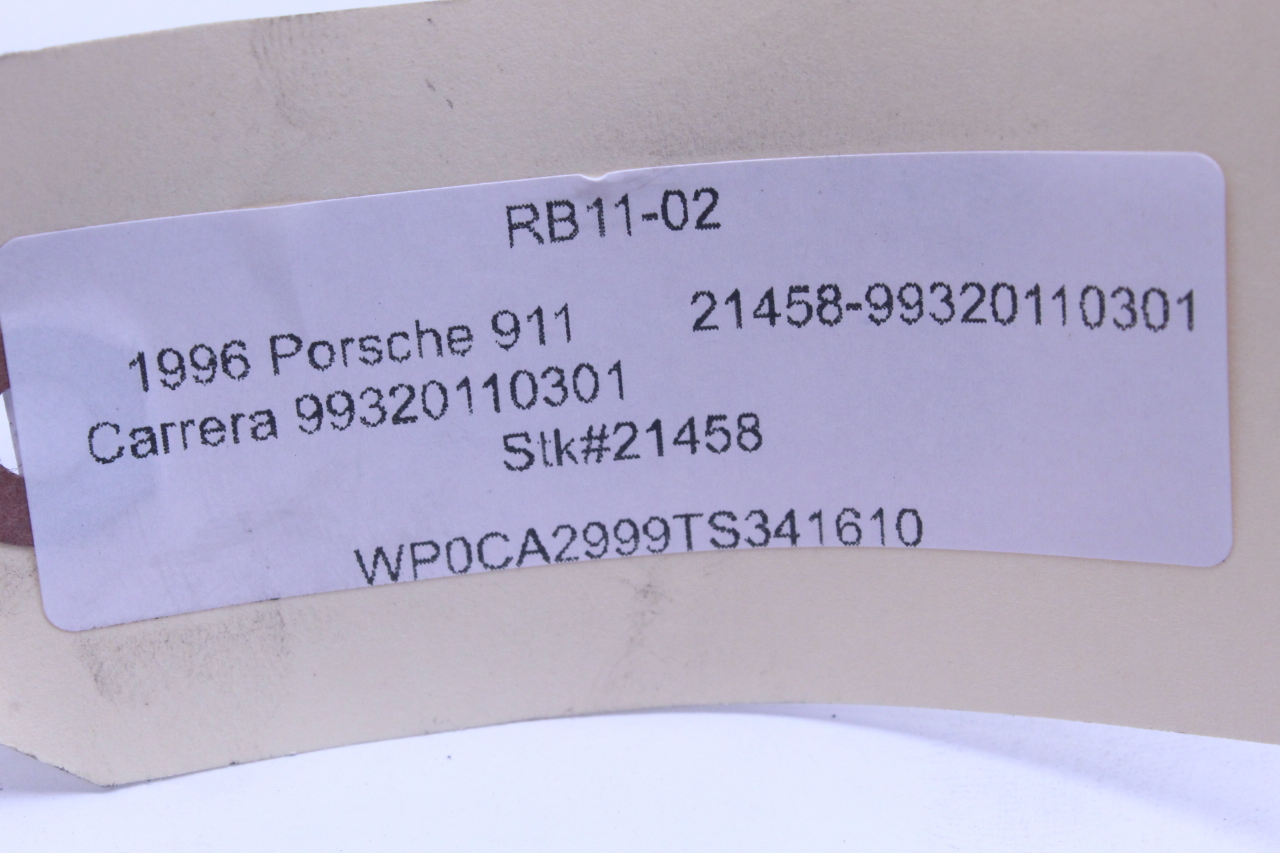 RB11-02
21458-99320110301
1996 Porsche 911
Carrera 99320110301
Stk#21458
WP0CA2999TS341610